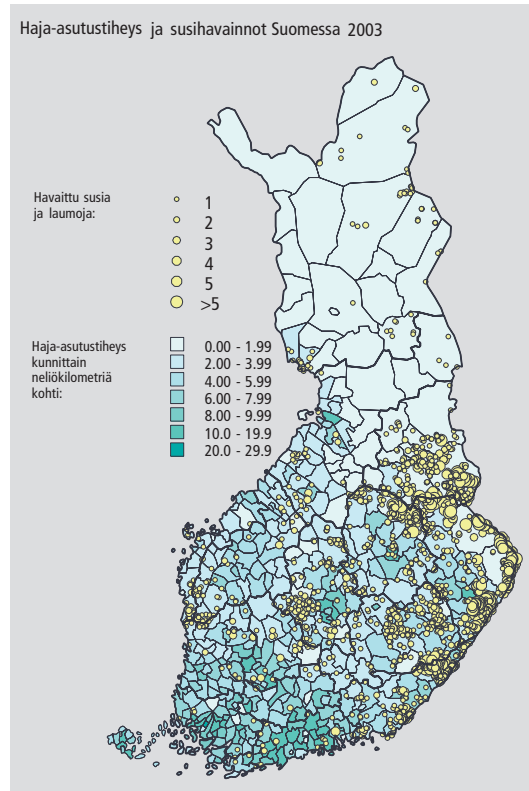 Haja-asutustiheys ja susihavainnot Suomessa 2003
Havaittu susia
ja laumoja:
1
2
3
4
5
>5
Haja-asutustiheys
kunnittain
neliökilometriä
kohti:
0.00 - 1.99
2.00 - 3.99
4.00 - 5.99
6.00 - 7.99
8.00 - 9.99
10.0 - 19.9
20.0 - 29.9